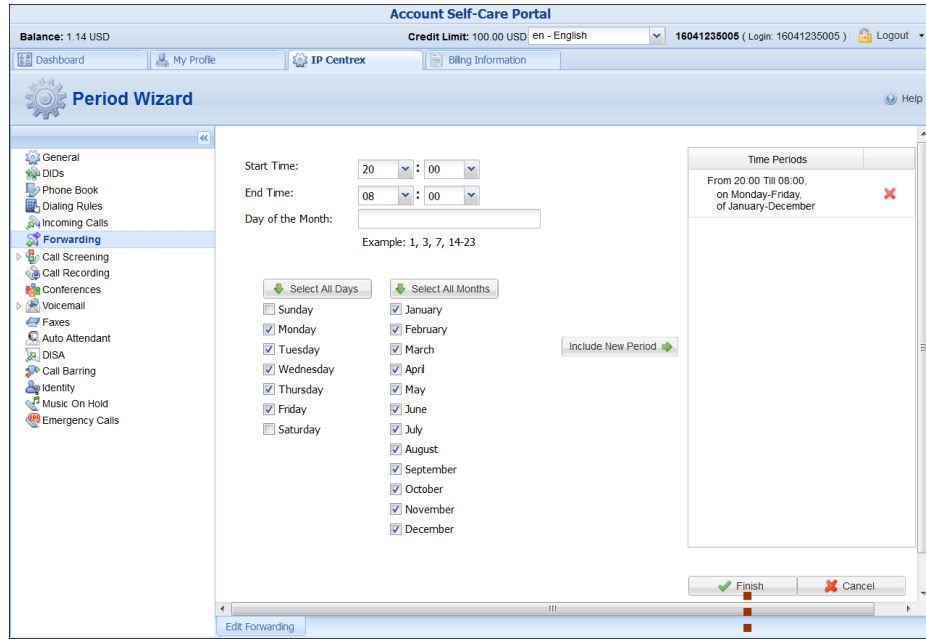 Account Self-Care Portal
Balance: 1.14 USD Credit Limit: 100.00 USD en - English 16041235005 ( Login: 16041235005 ) Logout
Dashboard My Profile IP Centrex Billing Information
Period Wizard Help
General
DIDs
Phone Book
Dialing Rules
Incoming Calls
Forwarding
Call Screening
Call Recording
Conferences
Voicemail
Faxes
Auto Attendant
DISA
Call Barring
Identity
Music On Hold
Emergency Calls
Start Time: 20 : 00
End Time: 08 : 00
Day of the Month:
Example: 1, 3, 7, 14-23
Select All Days
Sunday
Monday
Tuesday
Wednesday
Thursday
Friday
Saturday
Select All Months
January
February
March
April
May
June
July
August
September
October
November
December
Include New Period
Time Periods
From 20:00 Till 08:00,
on Monday-Friday,
of January-December
Finish Cancel
Edit Forwarding